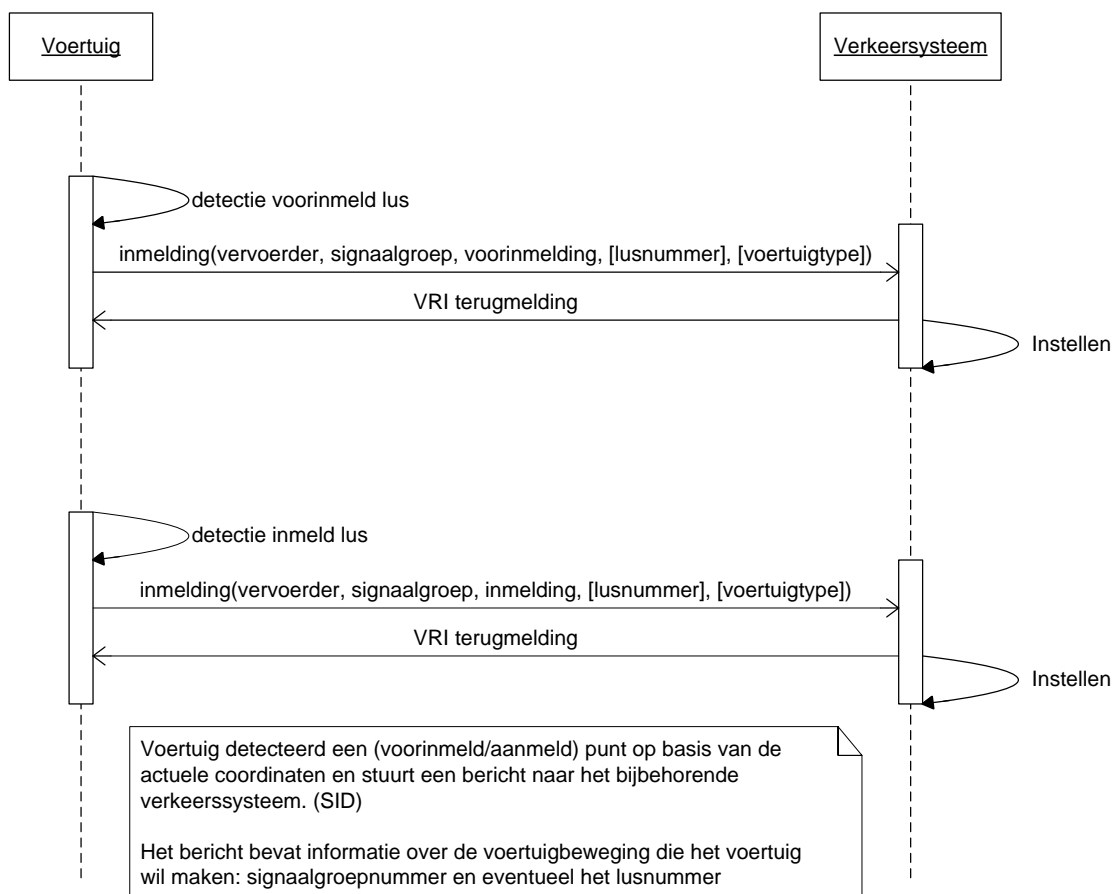 Voertuig
Verkeersysteem
detectie voorinmeld lus
inmelding(vervoerder, signaalgroep, voorinmelding, [lusnummer], [voertuigtype])
VRI terugmelding
Instellen
detectie inmeld lus
inmelding(vervoerder, signaalgroep, inmelding, [lusnummer], [voertuigtype])
VRI terugmelding
Instellen
Voertuig detecteerd een (voorinmeld/aanmeld) punt op basis van de
actuele coordinaten en stuurt een bericht naar het bijbehorende
verkeerssysteem. (SID)
Het bericht bevat informatie over de voertuigbeweging die het voertuig
wil maken: signaalgroepnummer en eventueel het lusnummer